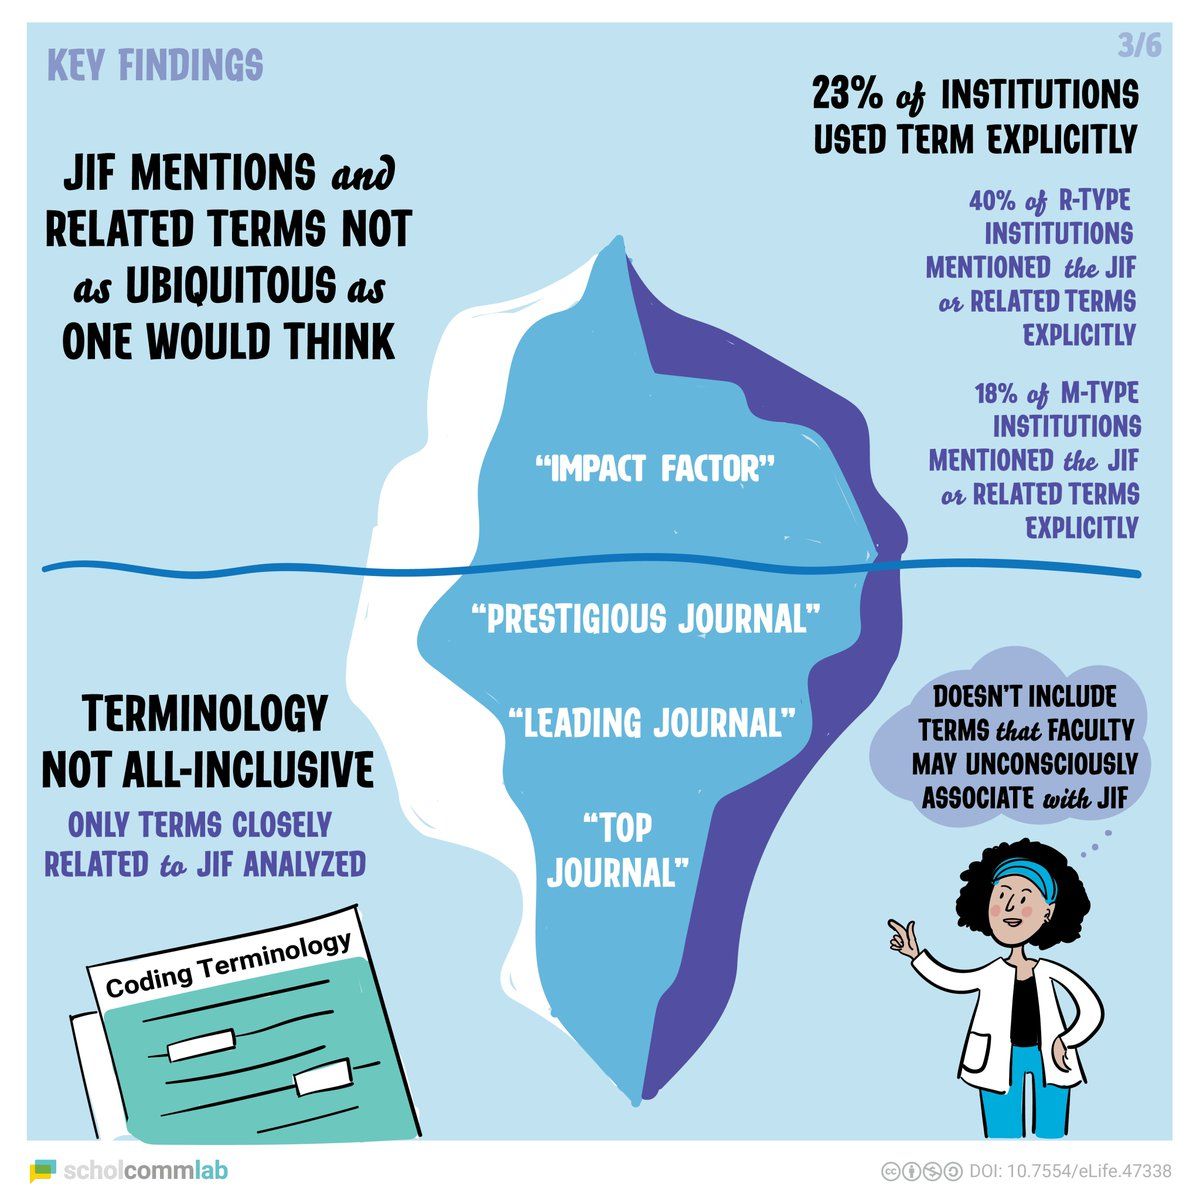 KEY FINDINGS
3/6
JIF MENTIONS and
RELATED TERMS NOT
as UBIQUITOUS as
ONE WOULD THINK
23% of INSTITUTIONS
USED TERM EXPLICITLY
40% of R-TYPE
INSTITUTIONS
MENTIONED the JIF
or RELATED TERMS
EXPLICITLY
18% of M-TYPE
INSTITUTIONS
MENTIONED the JIF
or RELATED TERMS
EXPLICITLY
“IMPACT FACTOR”
“PRESTIGIOUS JOURNAL”
“LEADING JOURNAL”
“TOP
JOURNAL”
TERMINOLOGY
NOT ALL-INCLUSIVE
ONLY TERMS CLOSELY
RELATED to JIF ANALYZED
DOESN'T INCLUDE
TERMS that FACULTY
MAY UNCONSCIOUSLY
ASSOCIATE with JIF
Coding Terminology
scholcommlab
DOI: 10.7554/eLife.47338